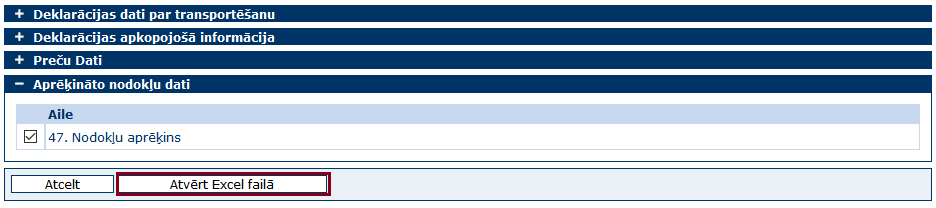 + Deklarācijas dati par transportēšanu
+ Deklarācijas apkopojošā informācija
+ Preču Dati
− Aprēķināto nodokļu dati
Aile
47. Nodokļu aprēķins
Atcelt Atvērt Excel failā